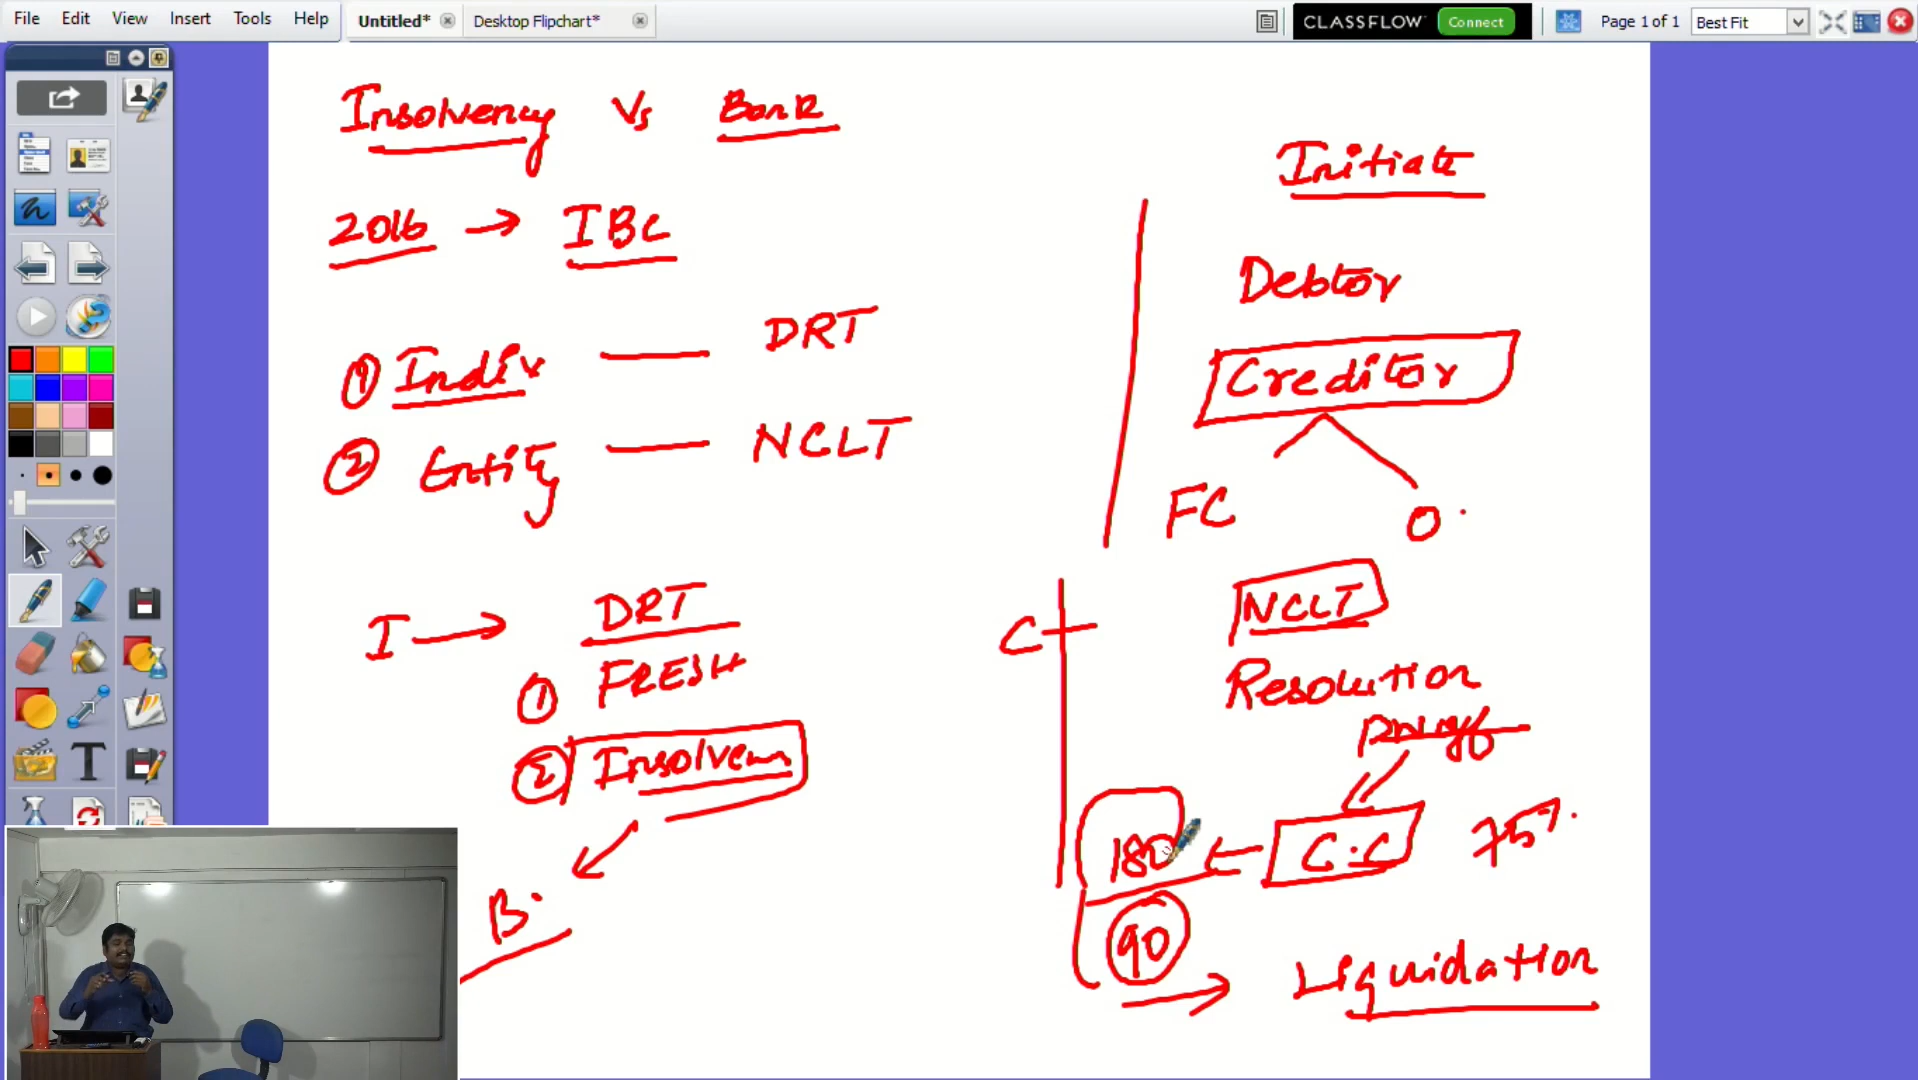 File Edit View Insert Tools Help
Untitled* Desktop Flipchart*
CLASSFLOW Connect
Page 1 of 1 Best Fit
Insolvency Vs Bank
2016 → IBC
① Indiv — DRT
② Entity — NCLT
I → DRT
① FRESH
② Insolven
B.
Initiate
Debtor
Creditor
FC O.
C
NCLT
Resolution
180 ← C.C 75%
90
→ Liquidation